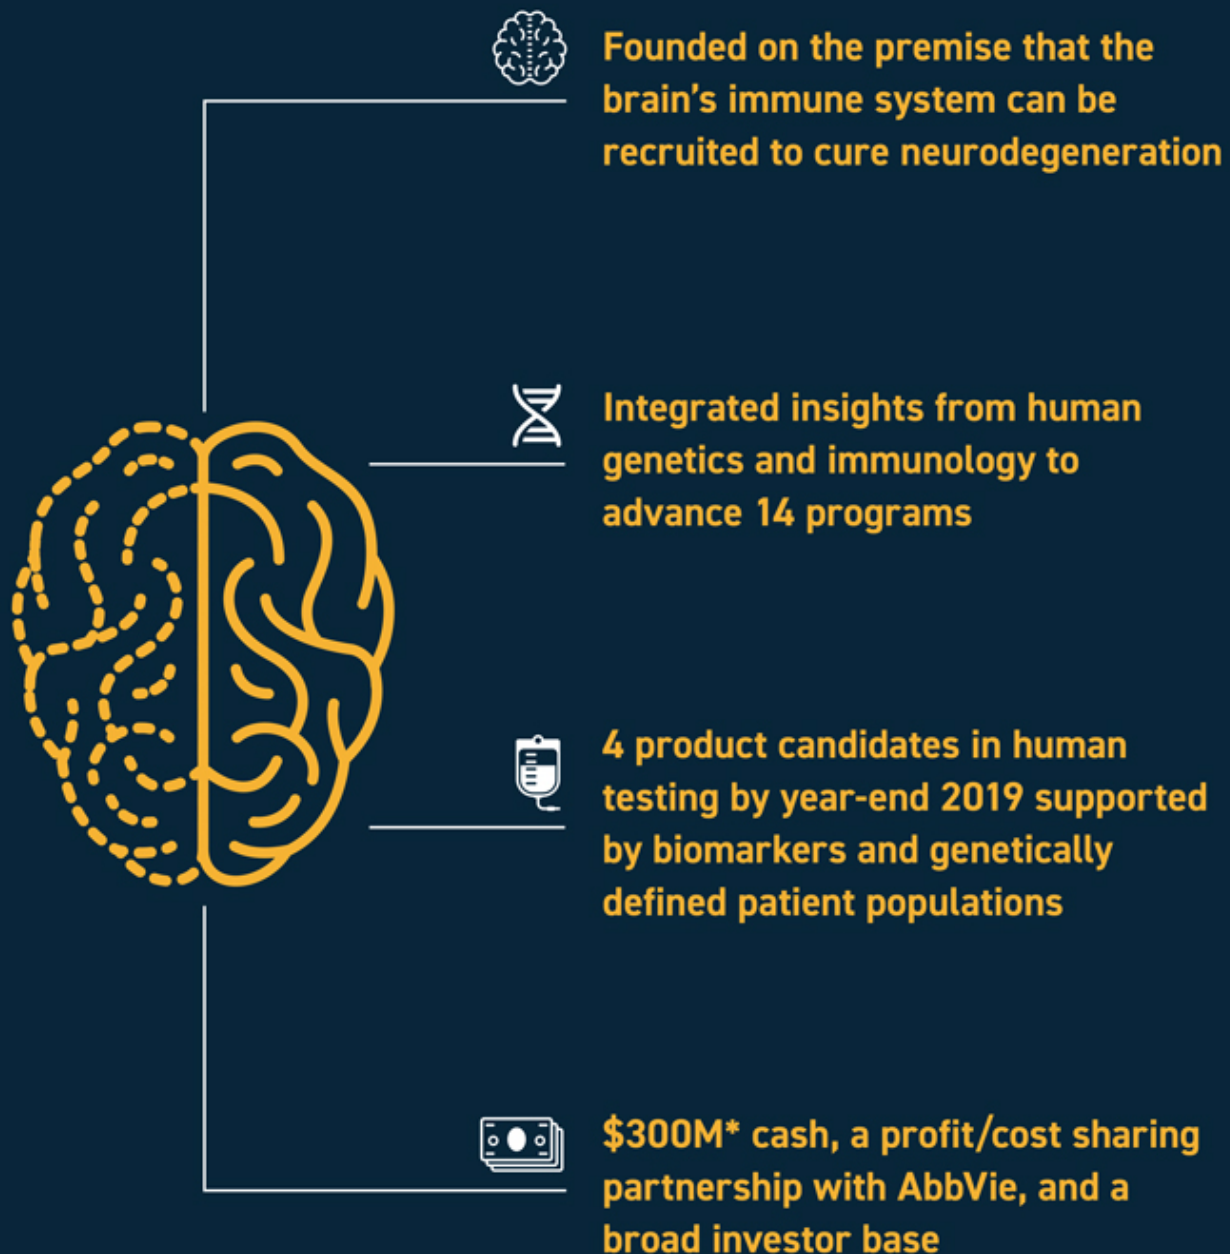 Founded on the premise that the
brain's immune system can be
recruited to cure neurodegeneration
Integrated insights from human
genetics and immunology to
advance 14 programs
4 product candidates in human
testing by year-end 2019 supported
by biomarkers and genetically
defined patient populations
$300M* cash, a profit/cost sharing
partnership with AbbVie, and a
broad investor base